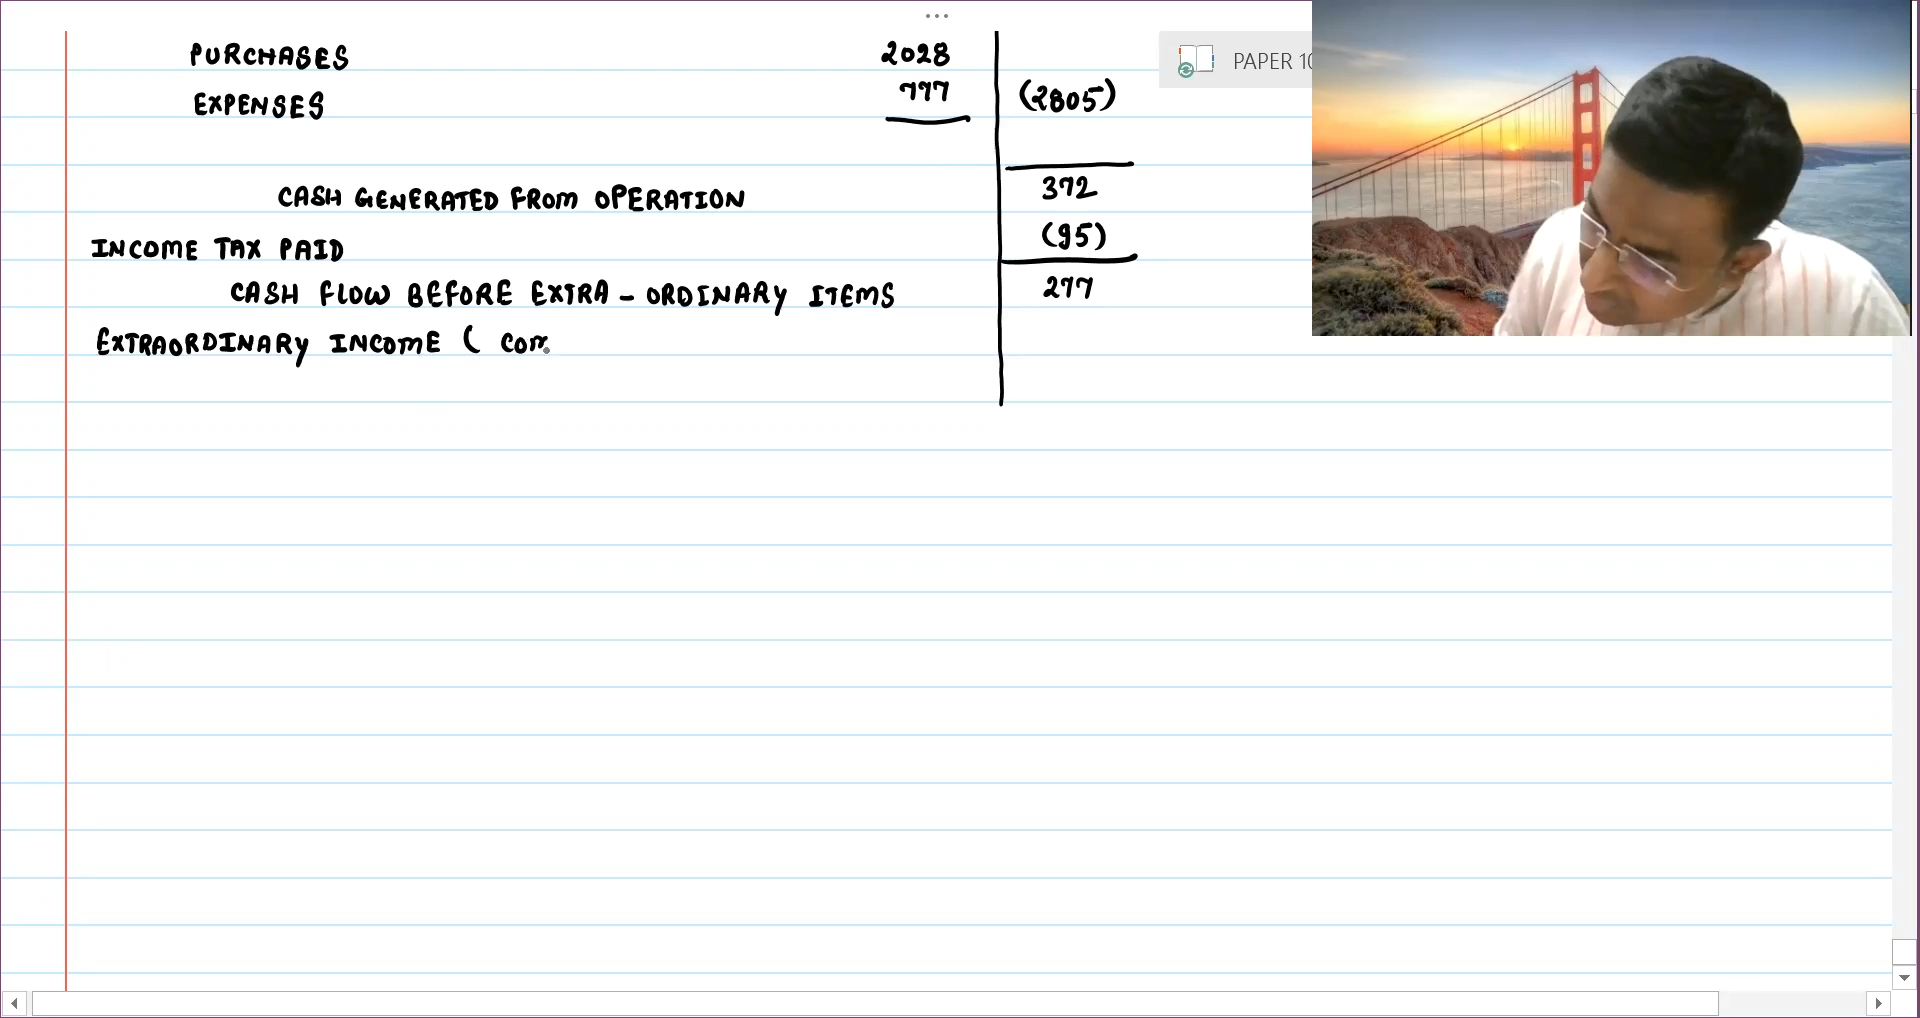 PURCHASES 2028
EXPENSES 777 (2805)
CASH GENERATED FROM OPERATION 372
INCOME TAX PAID (95)
CASH FLOW BEFORE EXTRA - ORDINARY ITEMS 277
EXTRAORDINARY INCOME ( COM
PAPER 10